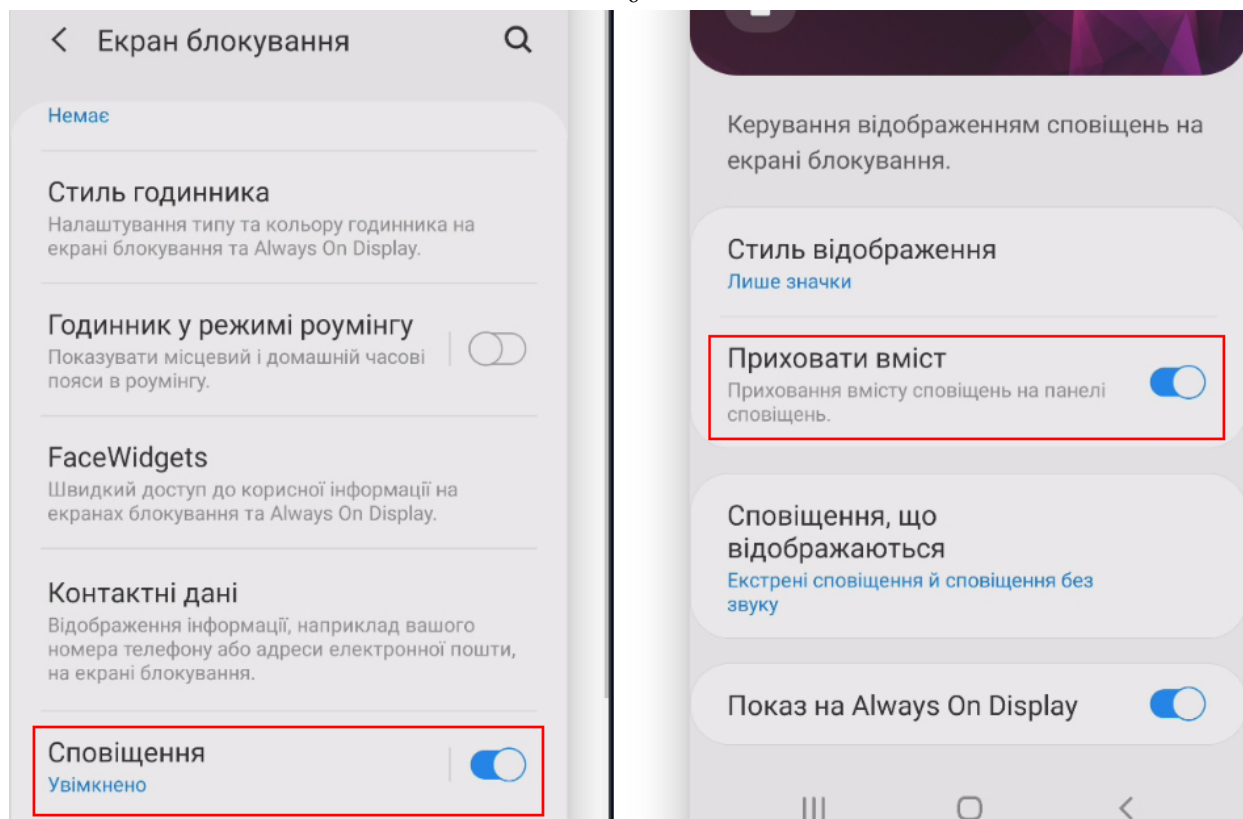 Екран блокування
Немає
Стиль годинника
Налаштування типу та кольору годинника на
екрані блокування та Always On Display.
Годинник у режимі роумінгу
Показувати місцевий і домашній часові
пояси в роумінгу.
FaceWidgets
Швидкий доступ до корисної інформації на
екранах блокування та Always On Display.
Контактні дані
Відображення інформації, наприклад вашого
номера телефону або адреси електронної пошти,
на екрані блокування.
Сповіщення
Увімкнено
Керування відображенням сповіщень на
екрані блокування.
Стиль відображення
Лише значки
Приховати вміст
Приховання вмісту сповіщень на панелі
сповіщень.
Сповіщення, що
відображаються
Екстрені сповіщення й сповіщення без
звуку
Показ на Always On Display